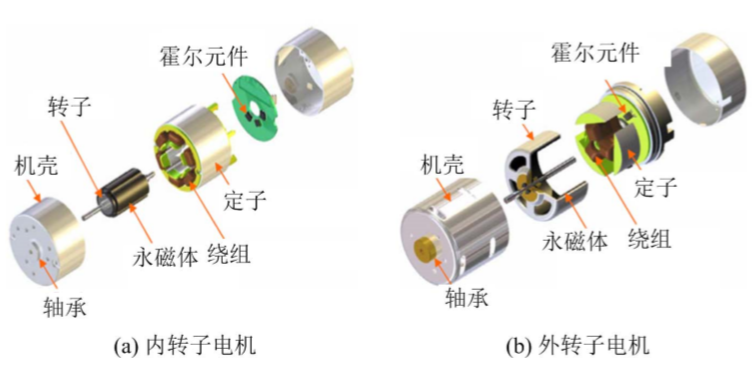 霍尔元件
转子
机壳
定子
绕组
永磁体
轴承
(a) 内转子电机
霍尔元件
转子
机壳
定子
绕组
永磁体
轴承
(b) 外转子电机